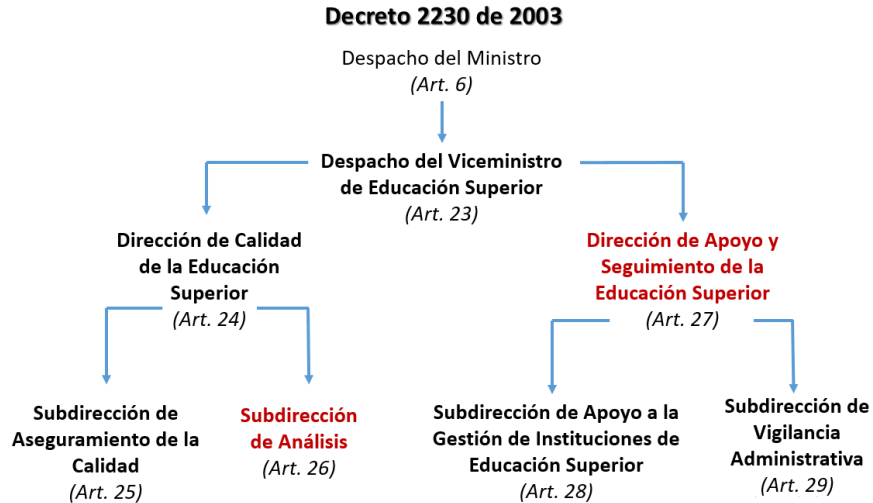 Decreto 2230 de 2003
Despacho del Ministro
(Art. 6)
Despacho del Viceministro
de Educación Superior
(Art. 23)
Dirección de Calidad
de la Educación
Superior
(Art. 24)
Dirección de Apoyo y
Seguimiento de la
Educación Superior
(Art. 27)
Subdirección de
Aseguramiento de la
Calidad
(Art. 25)
Subdirección
de Análisis
(Art. 26)
Subdirección de Apoyo a la
Gestión de Instituciones de
Educación Superior
(Art. 28)
Subdirección de
Vigilancia
Administrativa
(Art. 29)